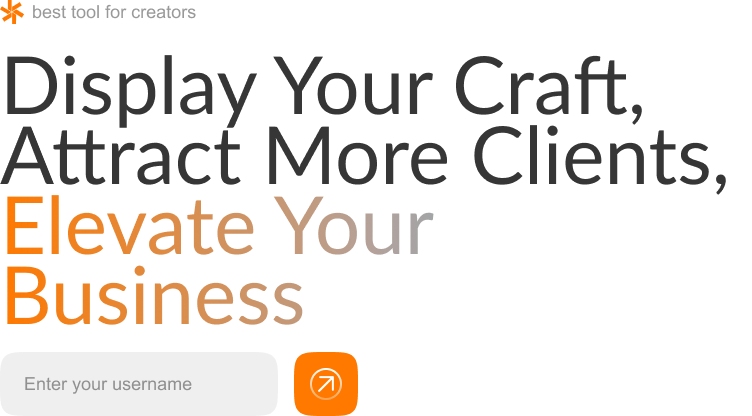 best tool for creators
Display Your Craft,
Attract More Clients,
Elevate Your
Business
Enter your username